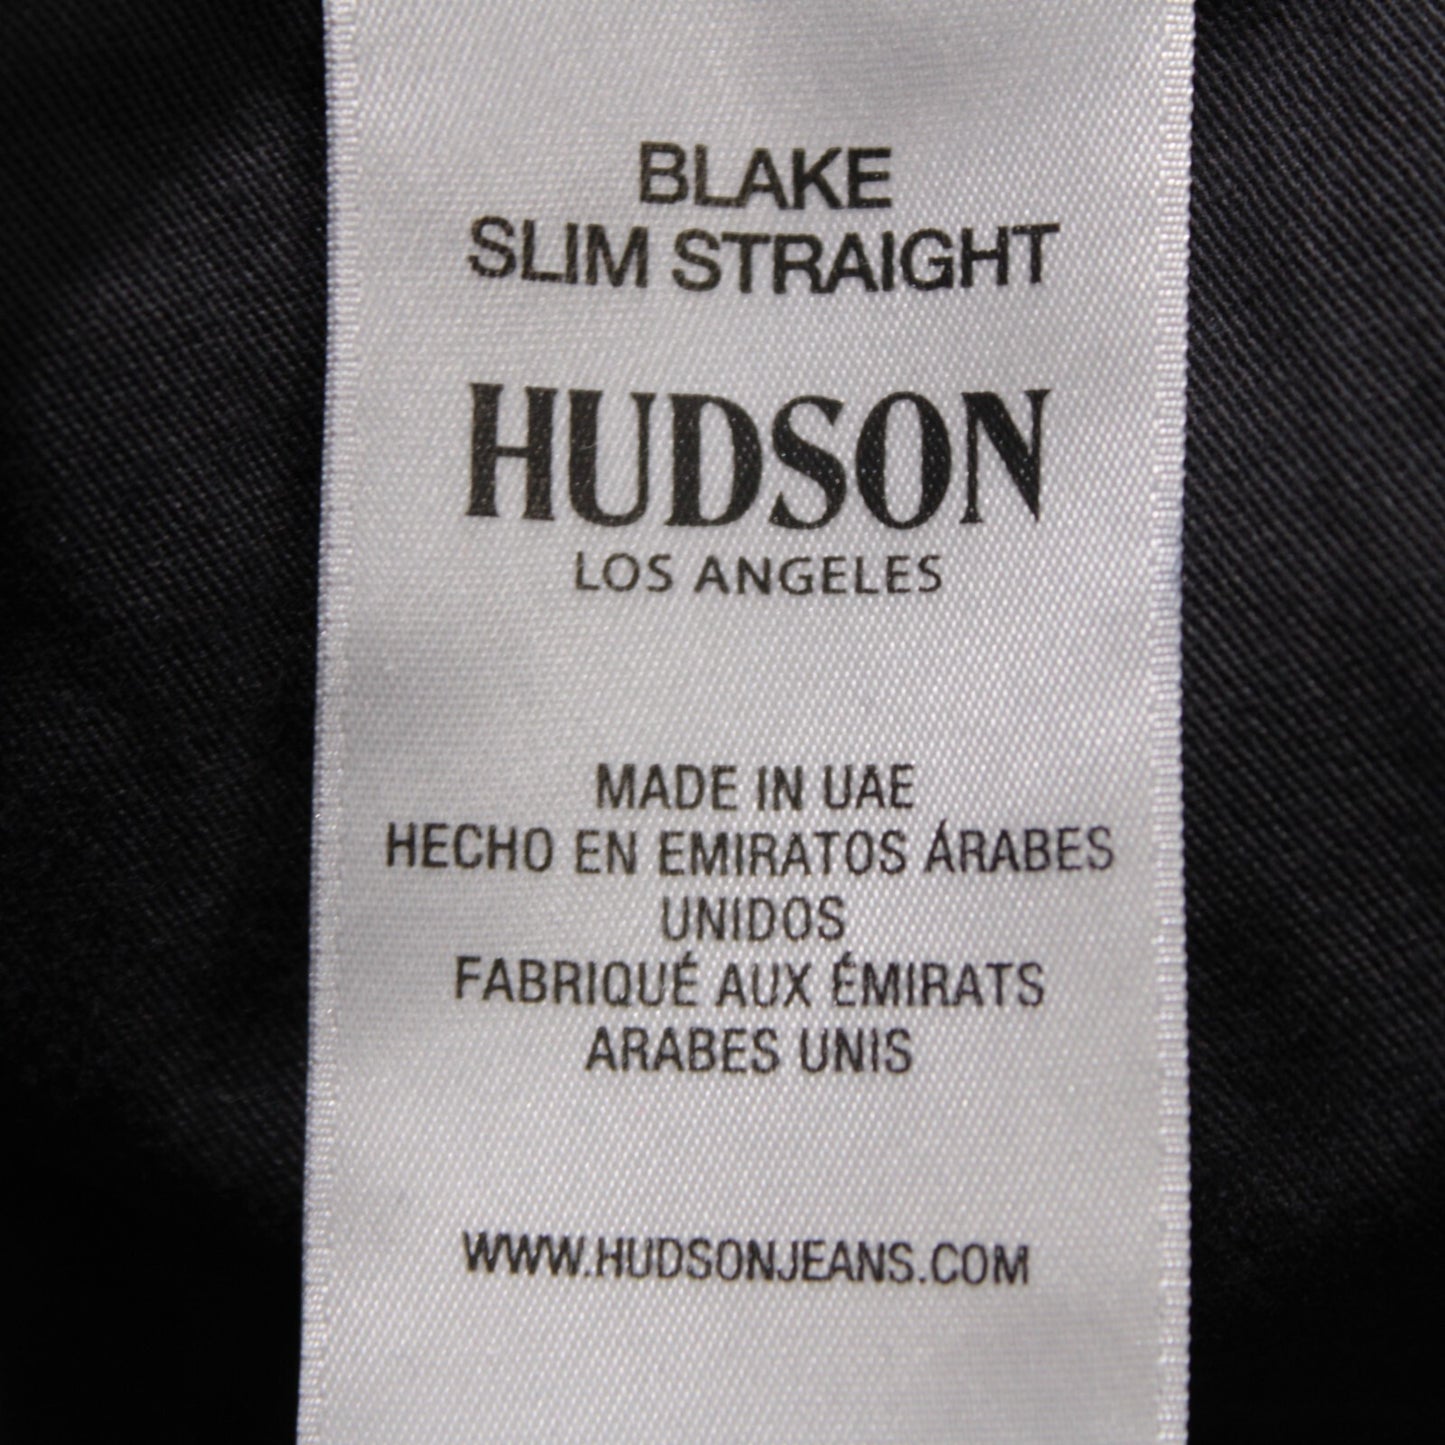 BLAKE
SLIM STRAIGHT
HUDSON
LOS ANGELES
MADE IN UAE
HECHO EN EMIRATOS ÁRABES
UNIDOS
FABRIQUÉ AUX ÉMIRATS
ARABES UNIS
WWW.HUDSONJEANS.COM